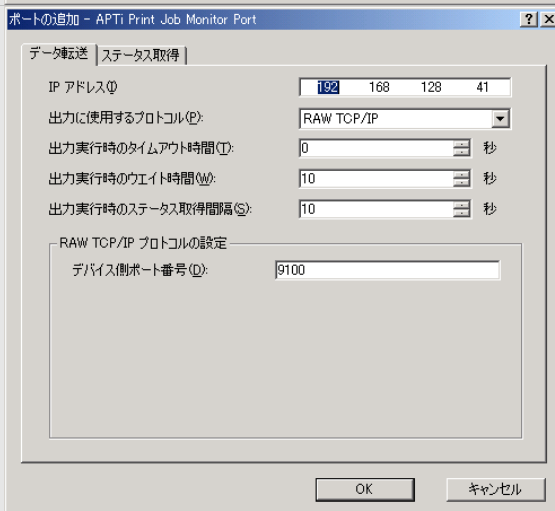 ポートの追加 - APTi Print Job Monitor Port
データ転送 ステータス取得
IP アドレス(I)
192 168 128 41
出力に使用するプロトコル(P): RAW TCP/IP
出力実行時のタイムアウト時間(T): 0 秒
出力実行時のウエイト時間(W): 10 秒
出力実行時のステータス取得間隔(S): 10 秒
RAW TCP/IP プロトコルの設定
デバイス側ポート番号(D): 9100
OK キャンセル